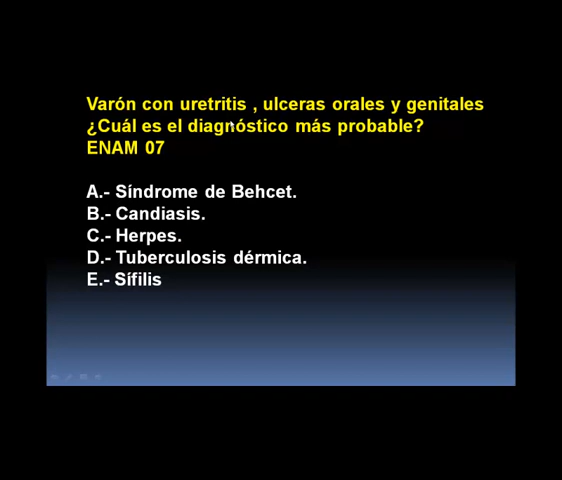 Varón con uretritis , ulceras orales y genitales
¿Cuál es el diagnóstico más probable?
ENAM 07
A.- Síndrome de Behcet.
B.- Candiasis.
C.- Herpes.
D.- Tuberculosis dérmica.
E.- Sífilis